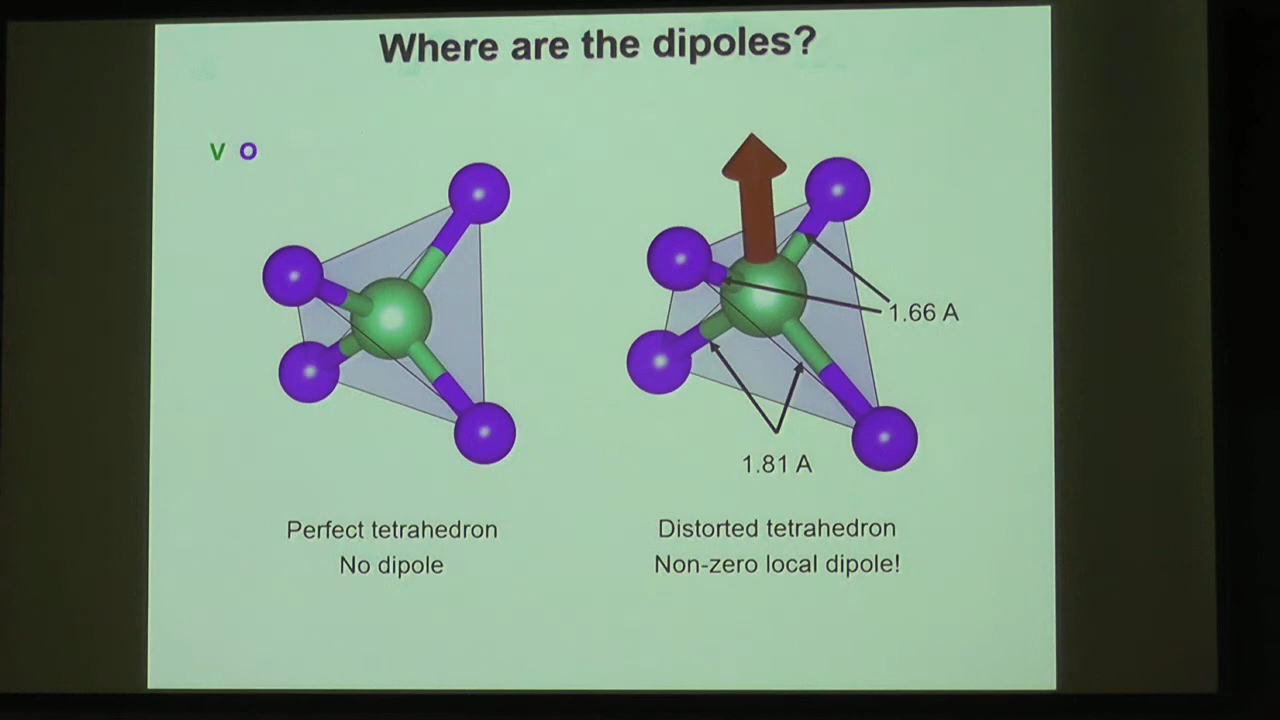 Where are the dipoles?
V O
1.66 A
1.81 A
Perfect tetrahedron
No dipole
Distorted tetrahedron
Non-zero local dipole!